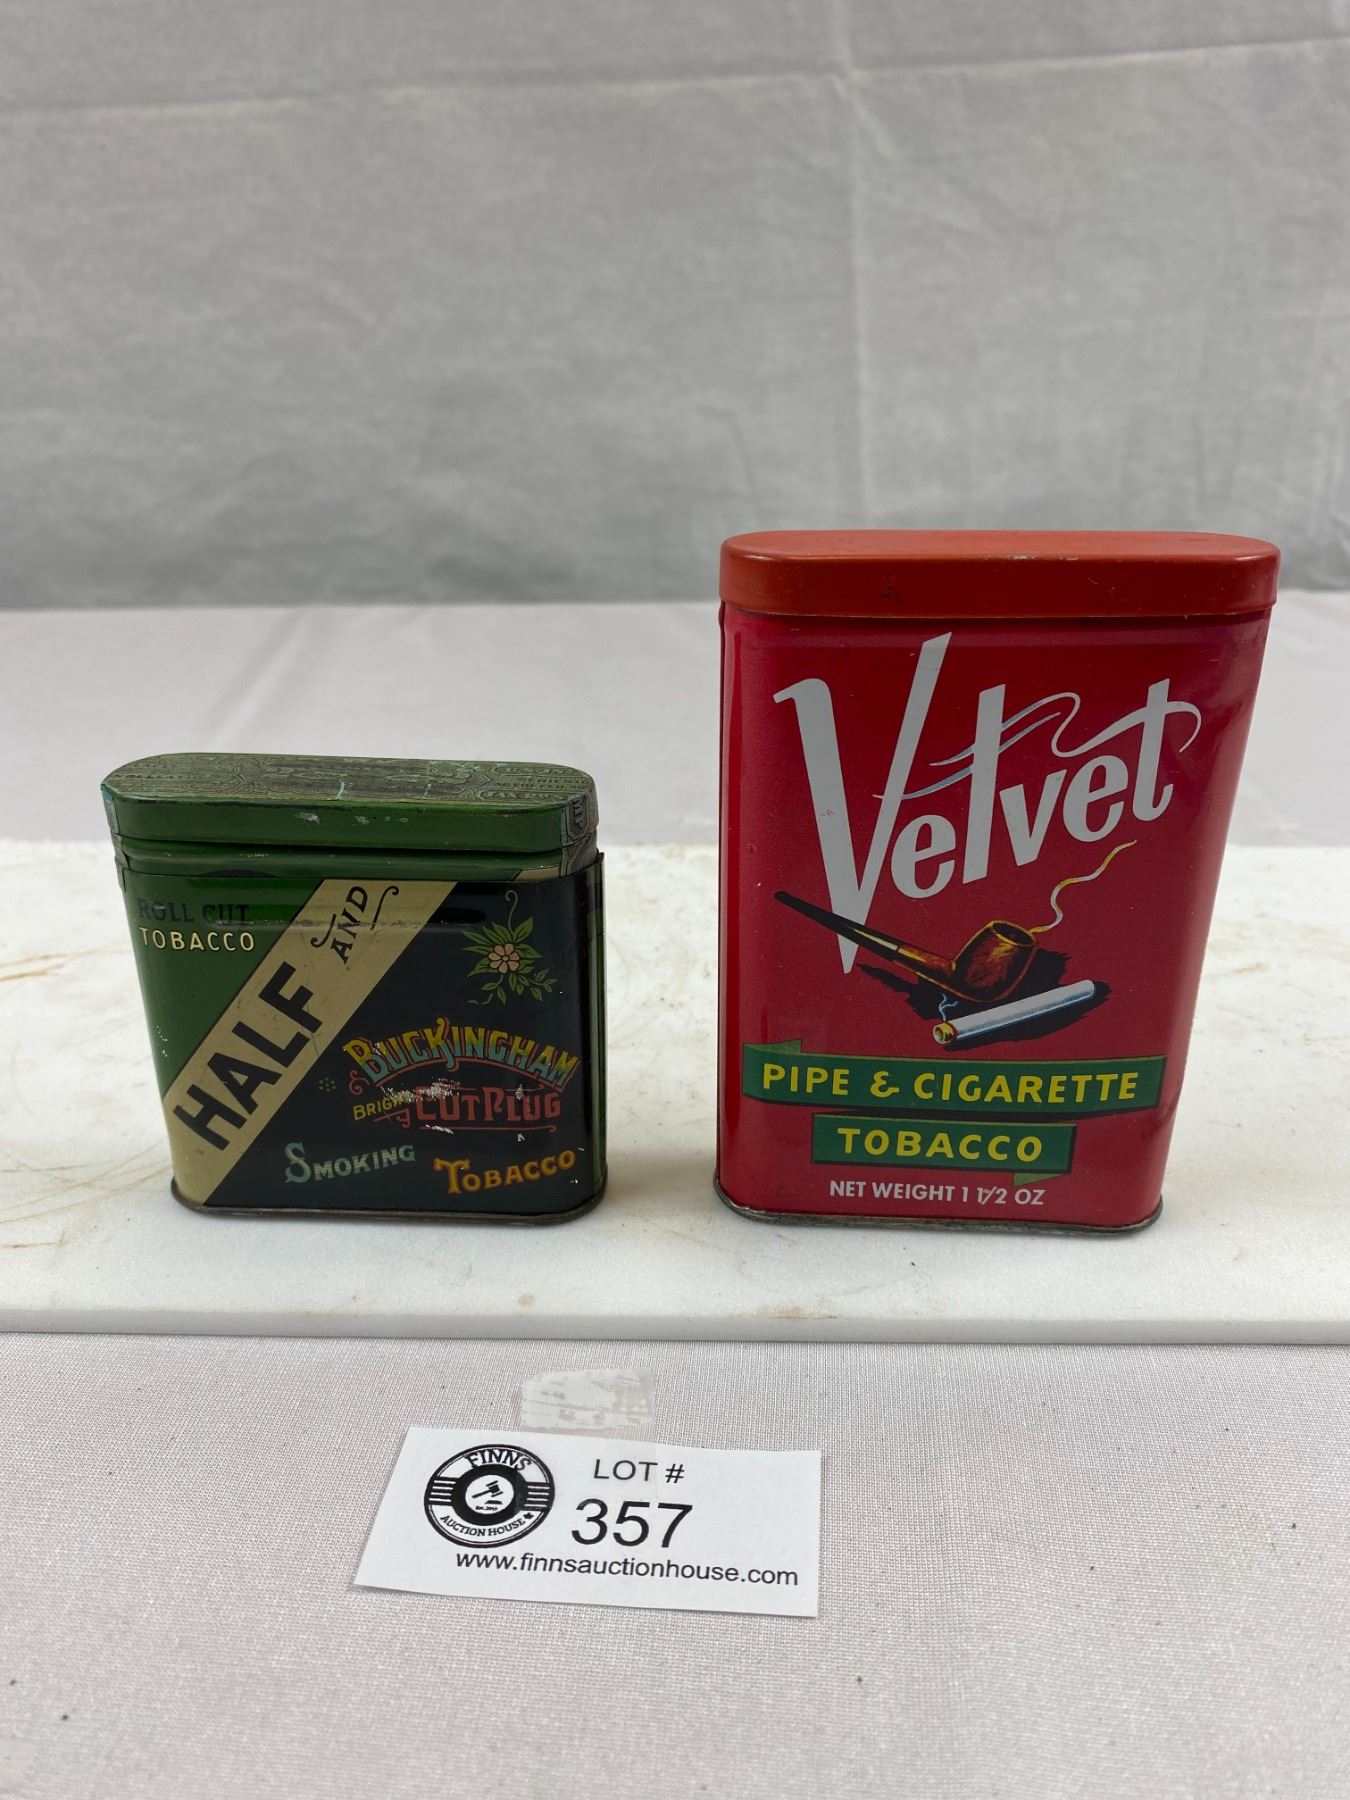 ROLL CUT
TOBACCO
HALF AND
BUCKINGHAM
BRIGHT CUT PLUG
SMOKING TOBACCO
Velvet
PIPE & CIGARETTE
TOBACCO
NET WEIGHT 1 1/2 OZ
FINNS
AUCTION HOUSE
LOT #
357
www.finnsauctionhouse.com